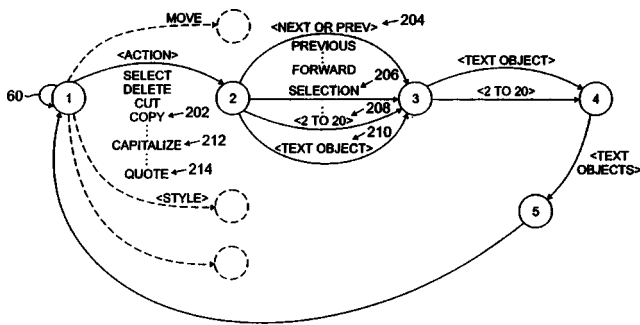 MOVE
<NEXT OR PREV> 204
PREVIOUS
FORWARD
<ACTION>
SELECT
DELETE
CUT
COPY 202
CAPITALIZE 212
QUOTE 214
SELECTION 206
<2 TO 20> 208
<TEXT OBJECT> 210
<TEXT OBJECT>
<2 TO 20>
60
1
2
3
4
<TEXT
OBJECTS>
5
<STYLE>